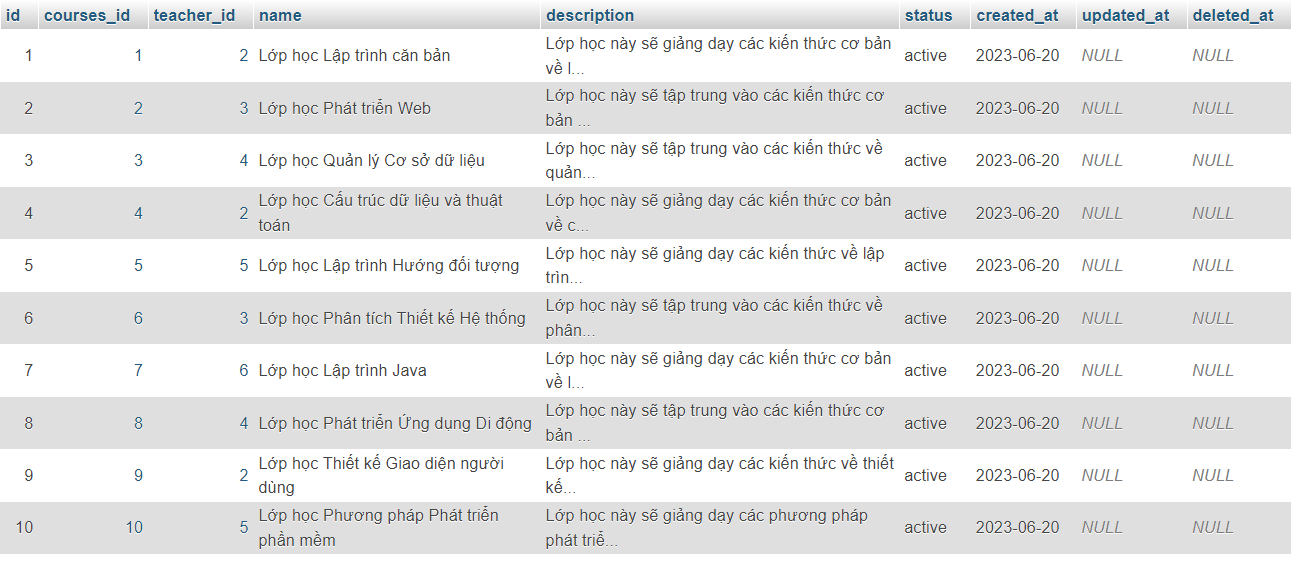 id courses_id teacher_id name description status created_at updated_at deleted_at
1 1 2 Lớp học Lập trình căn bản Lớp học này sẽ giảng dạy các kiến thức cơ bản về l... active 2023-06-20 NULL NULL
2 2 3 Lớp học Phát triển Web Lớp học này sẽ tập trung vào các kiến thức cơ bản ... active 2023-06-20 NULL NULL
3 3 4 Lớp học Quản lý Cơ sở dữ liệu Lớp học này sẽ tập trung vào các kiến thức về quản... active 2023-06-20 NULL NULL
4 4 2 Lớp học Cấu trúc dữ liệu và thuật toán Lớp học này sẽ giảng dạy các kiến thức cơ bản về c... active 2023-06-20 NULL NULL
5 5 5 Lớp học Lập trình Hướng đối tượng Lớp học này sẽ giảng dạy các kiến thức về lập trìn... active 2023-06-20 NULL NULL
6 6 3 Lớp học Phân tích Thiết kế Hệ thống Lớp học này sẽ tập trung vào các kiến thức về phân... active 2023-06-20 NULL NULL
7 7 6 Lớp học Lập trình Java Lớp học này sẽ giảng dạy các kiến thức cơ bản về l... active 2023-06-20 NULL NULL
8 8 4 Lớp học Phát triển Ứng dụng Di động Lớp học này sẽ tập trung vào các kiến thức cơ bản ... active 2023-06-20 NULL NULL
9 9 2 Lớp học Thiết kế Giao diện người dùng Lớp học này sẽ giảng dạy các kiến thức về thiết kế... active 2023-06-20 NULL NULL
10 10 5 Lớp học Phương pháp Phát triển phần mềm Lớp học này sẽ giảng dạy các phương pháp phát triể... active 2023-06-20 NULL NULL